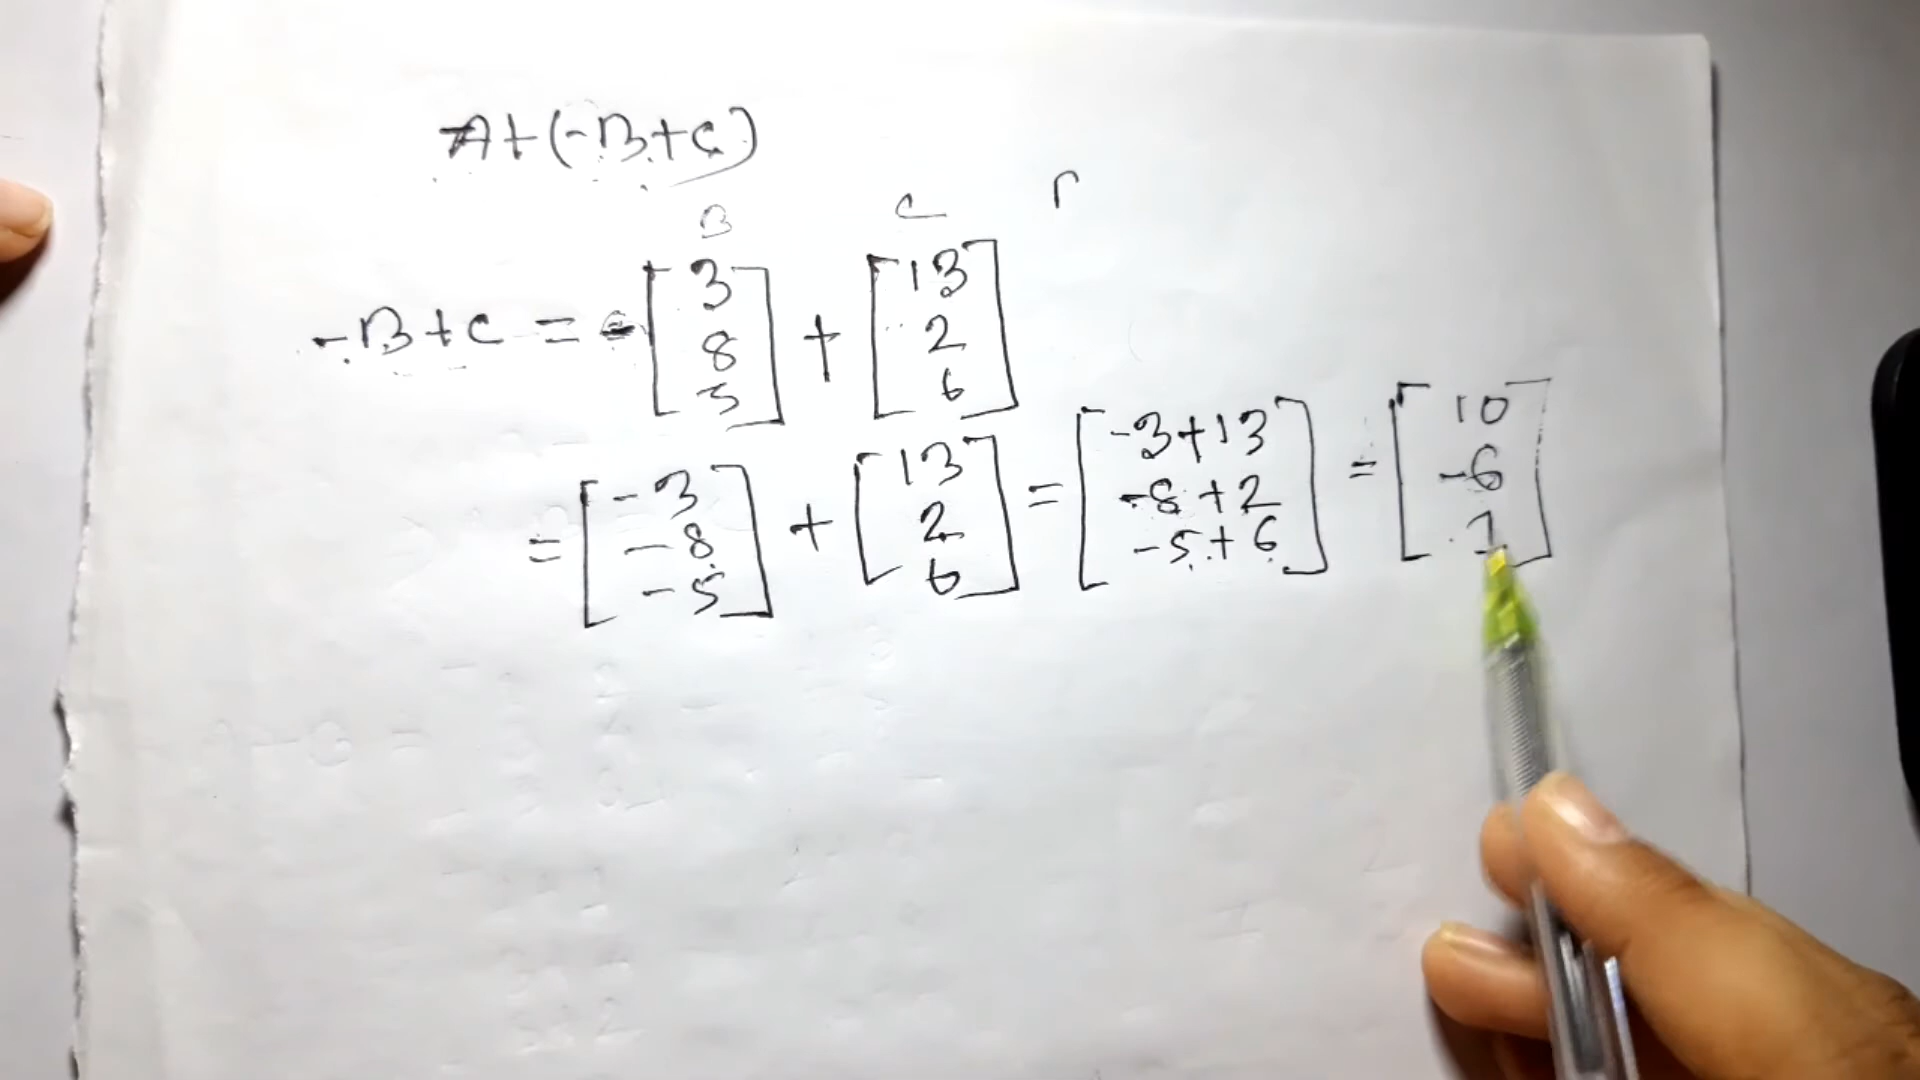 A+(-B+C)
B C
-B+C = -[3 8 5] + [13 2 6]
= [-3 -8 -5] + [13 2 6] = [-3+13 -8+2 -5+6] = [10 -6 1]